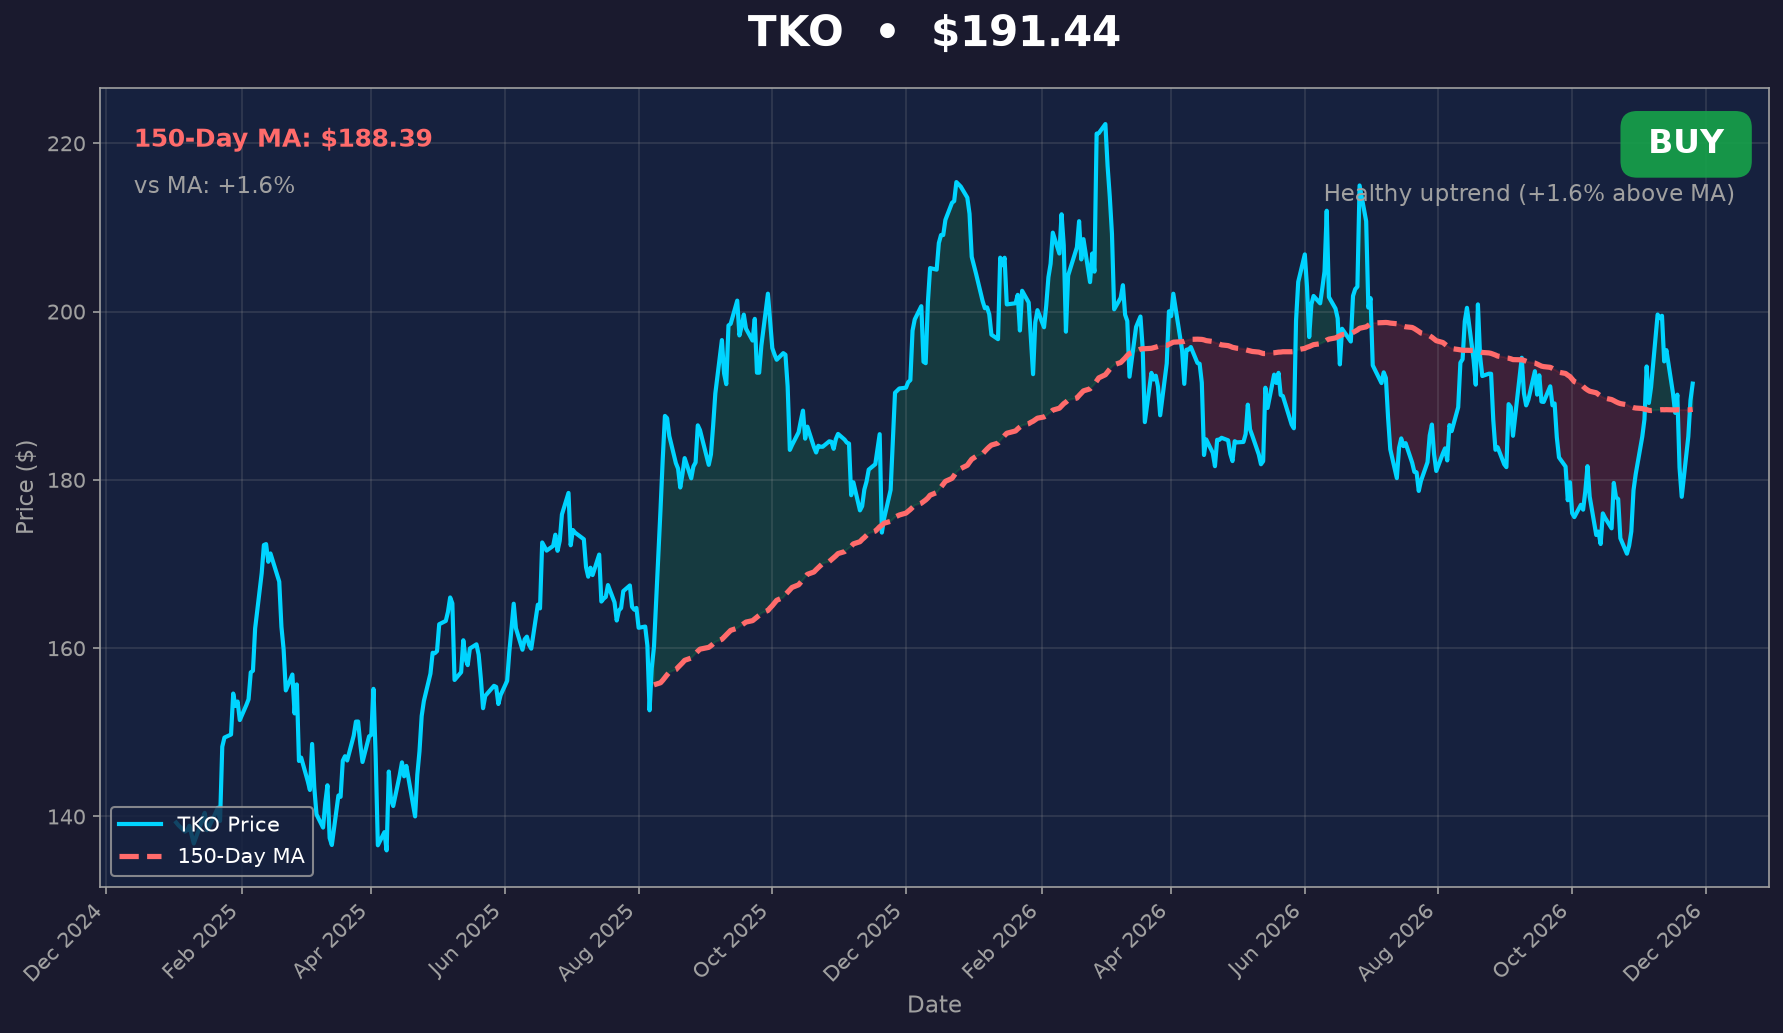 TKO • $191.44
150-Day MA: $188.39
vs MA: +1.6%
BUY
Healthy uptrend (+1.6% above MA)
Price ($)
220
200
180
160
140
TKO Price
150-Day MA
Dec 2024
Feb 2025
Apr 2025
Jun 2025
Aug 2025
Oct 2025
Dec 2025
Feb 2026
Apr 2026
Jun 2026
Aug 2026
Oct 2026
Dec 2026
Date